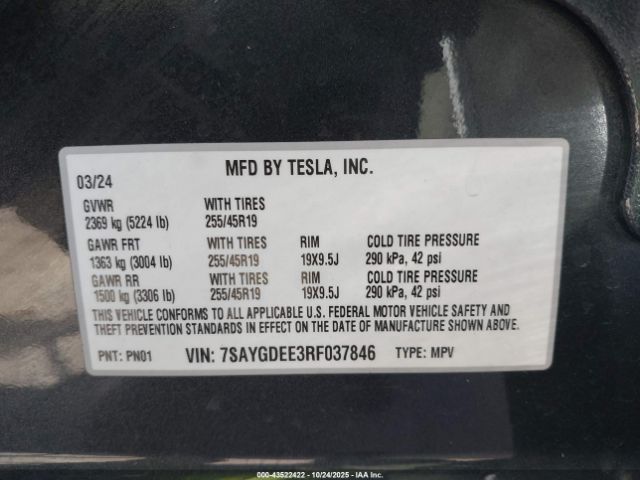 MFD BY TESLA, INC.
03/24
GVWR WITH TIRES
2369 kg (5224 lb) 255/45R19
GAWR FRT WITH TIRES RIM COLD TIRE PRESSURE
1363 kg (3004 lb) 255/45R19 19X9.5J 290 kPa, 42 psi
GAWR RR WITH TIRES RIM COLD TIRE PRESSURE
1500 kg (3306 lb) 255/45R19 19X9.5J 290 kPa, 42 psi
THIS VEHICLE CONFORMS TO ALL APPLICABLE U.S. FEDERAL MOTOR VEHICLE SAFETY AND
THEFT PREVENTION STANDARDS IN EFFECT ON THE DATE OF MANUFACTURE SHOWN ABOVE.
PNT: PN01 VIN: 7SAYGDEE3RF037846 TYPE: MPV
000-43522422 - 10/24/2025 - IAA Inc.